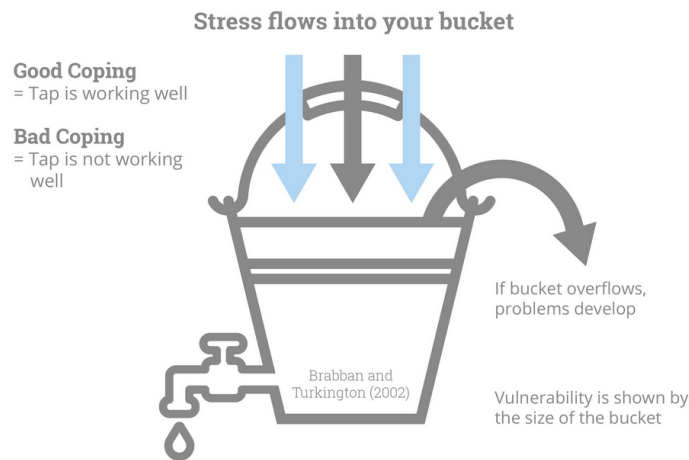 Stress flows into your bucket
Good Coping
= Tap is working well
Bad Coping
= Tap is not working
well
If bucket overflows,
problems develop
Brabban and
Turkington (2002)
Vulnerability is shown by
the size of the bucket